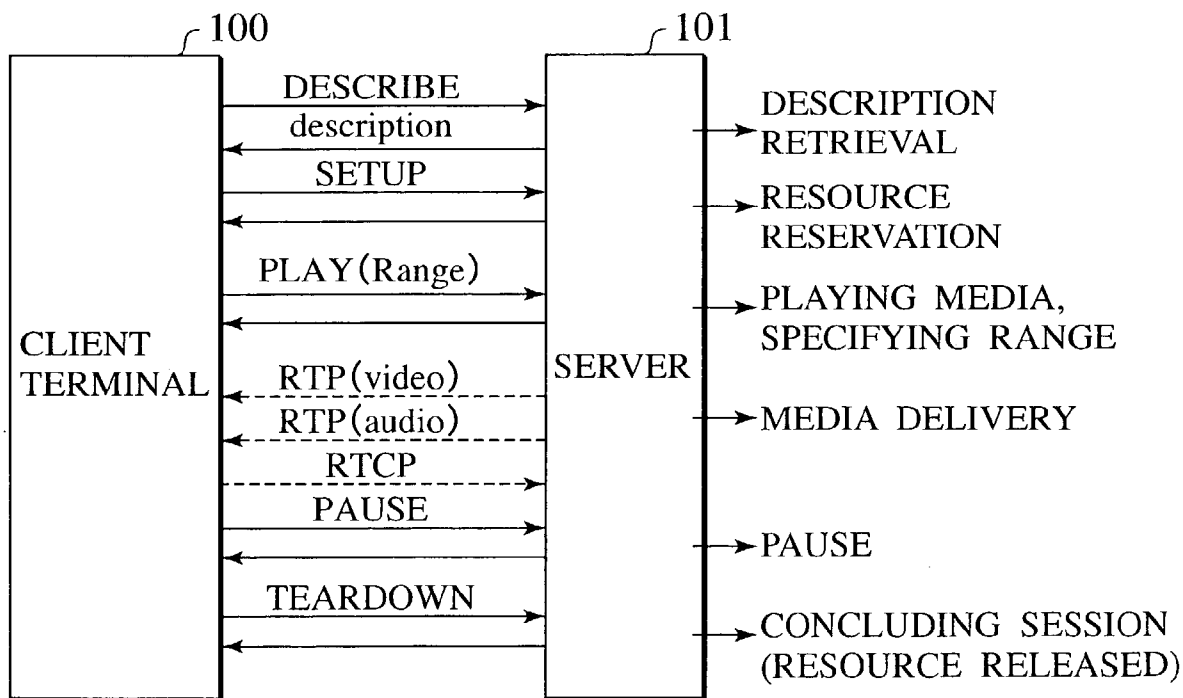 100
101
DESCRIBE
description
SETUP
PLAY(Range)
RTP(video)
RTP(audio)
RTCP
PAUSE
TEARDOWN
CLIENT
TERMINAL
SERVER
DESCRIPTION
RETRIEVAL
RESOURCE
RESERVATION
PLAYING MEDIA,
SPECIFYING RANGE
MEDIA DELIVERY
PAUSE
CONCLUDING SESSION
(RESOURCE RELEASED)